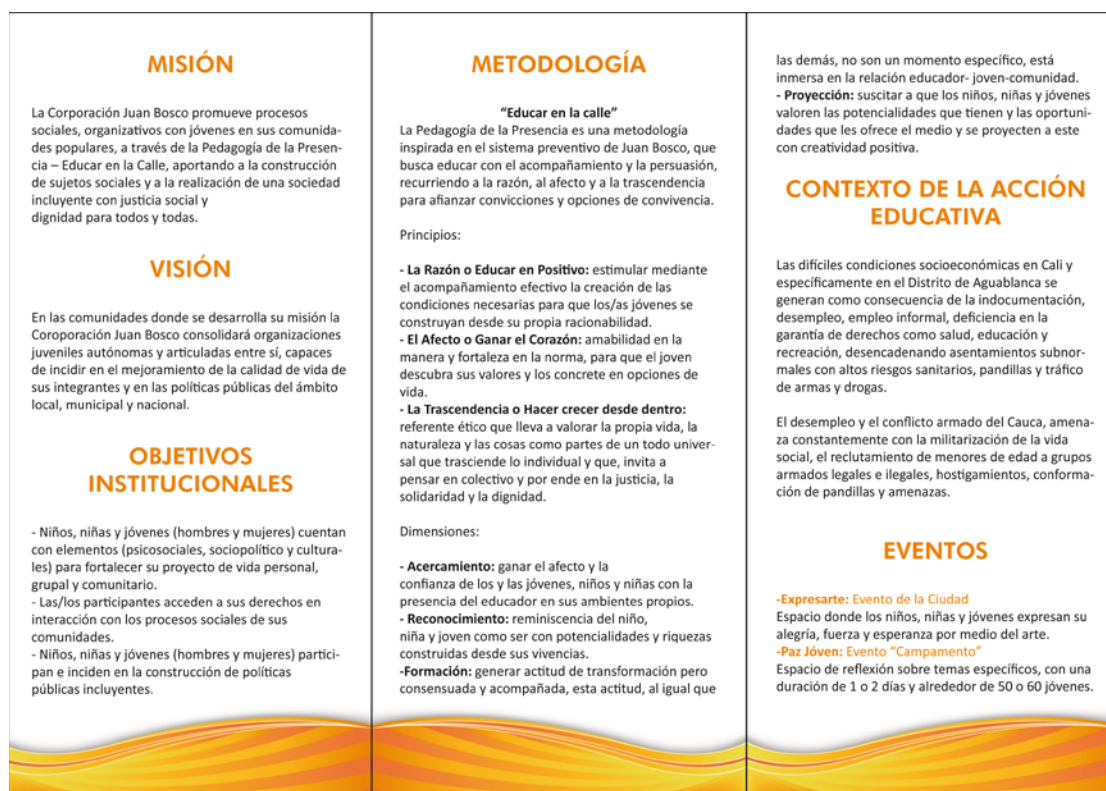 MISIÓN
La Corporación Juan Bosco promueve procesos
sociales, organizativos con jóvenes en sus comunida-
des populares, a través de la Pedagogía de la Presen-
cia – Educar en la Calle, aportando a la construcción
de sujetos sociales y a la realización de una sociedad
incluyente con justicia social y
dignidad para todos y todas.
VISIÓN
En las comunidades donde se desarrolla su misión la
Coroporación Juan Bosco consolidará organizaciones
juveniles autónomas y articuladas entre sí, capaces
de incidir en el mejoramiento de la calidad de vida de
sus integrantes y en las políticas públicas del ámbito
local, municipal y nacional.
OBJETIVOS
INSTITUCIONALES
- Niños, niñas y jóvenes (hombres y mujeres) cuentan
con elementos (psicosociales, sociopolítico y cultura-
les) para fortalecer su proyecto de vida personal,
grupal y comunitario.
- Las/los participantes acceden a sus derechos en
interacción con los procesos sociales de sus
comunidades.
- Niños, niñas y jóvenes (hombres y mujeres) partici-
pan e inciden en la construcción de políticas
públicas incluyentes.
METODOLOGÍA
“Educar en la calle”
La Pedagogía de la Presencia es una metodología
inspirada en el sistema preventivo de Juan Bosco, que
busca educar con el acompañamiento y la persuasión,
recurriendo a la razón, al afecto y a la trascendencia
para afianzar convicciones y opciones de convivencia.
Principios:
- La Razón o Educar en Positivo: estimular mediante
el acompañamiento efectivo la creación de las
condiciones necesarias para que los/as jóvenes se
construyan desde su propia racionabilidad.
- El Afecto o Ganar el Corazón: amabilidad en la
manera y fortaleza en la norma, para que el joven
descubra sus valores y los concrete en opciones de
vida.
- La Trascendencia o Hacer crecer desde dentro:
referente ético que lleva a valorar la propia vida, la
naturaleza y las cosas como partes de un todo univer-
sal que trasciende lo individual y que, invita a
pensar en colectivo y por ende en la justicia, la
solidaridad y la dignidad.
Dimensiones:
- Acercamiento: ganar el afecto y la
confianza de los y las jóvenes, niños y niñas con la
presencia del educador en sus ambientes propios.
- Reconocimiento: reminiscencia del niño,
niña y joven como ser con potencialidades y riquezas
construidas desde sus vivencias.
-Formación: generar actitud de transformación pero
consensuada y acompañada, esta actitud, al igual que
las demás, no son un momento específico, está
inmersa en la relación educador- joven-comunidad.
- Proyección: suscitar a que los niños, niñas y jóvenes
valoren las potencialidades que tienen y las oportuni-
dades que les ofrece el medio y se proyecten a este
con creatividad positiva.
CONTEXTO DE LA ACCIÓN
EDUCATIVA
Las difíciles condiciones socioeconómicas en Cali y
específicamente en el Distrito de Aguablanca se
generan como consecuencia de la indocumentación,
desempleo, empleo informal, deficiencia en la
garantía de derechos como salud, educación y
recreación, desencadenando asentamientos subnor-
males con altos riesgos sanitarios, pandillas y tráfico
de armas y drogas.
El desempleo y el conflicto armado del Cauca, amena-
za constantemente con la militarización de la vida
social, el reclutamiento de menores de edad a grupos
armados legales e ilegales, hostigamientos, conforma-
ción de pandillas y amenazas.
EVENTOS
-Expresarte: Evento de la Ciudad
Espacio donde los niños, niñas y jóvenes expresan su
alegría, fuerza y esperanza por medio del arte.
-Paz Jóven: Evento “Campamento”
Espacio de reflexión sobre temas específicos, con una
duración de 1 o 2 días y alrededor de 50 o 60 jóvenes.